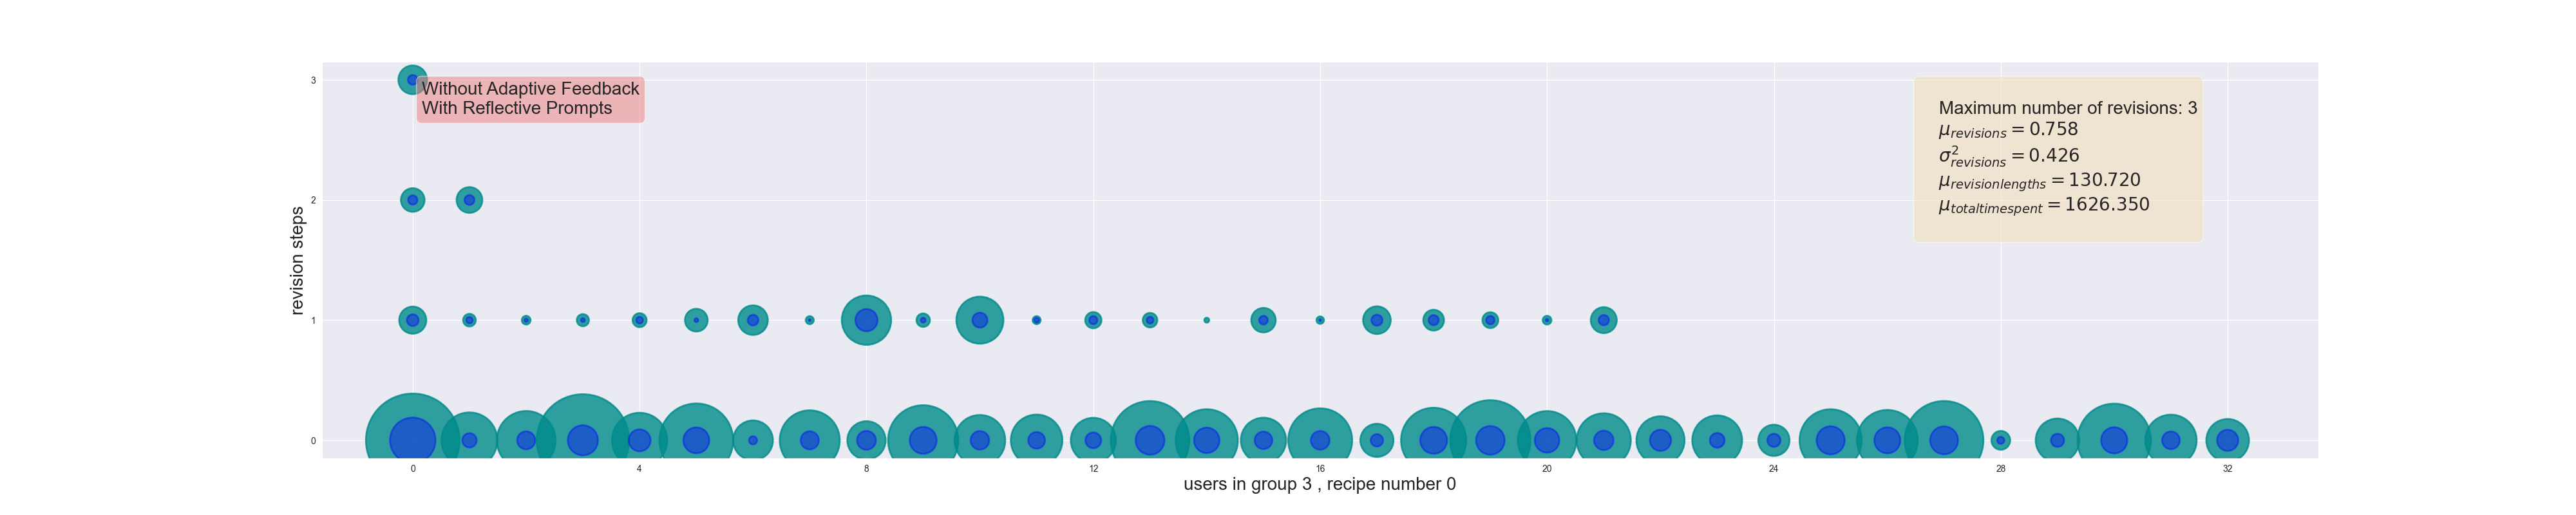 3
Without Adaptive Feedback
With Reflective Prompts
Maximum number of revisions: 3
μrevisions = 0.758
σ²revisions = 0.426
μrevisionlengths = 130.720
μtotaltimespent = 1626.350
2
revision steps
1
0
0 4 8 12 16 20 24 28 32
users in group 3 , recipe number 0